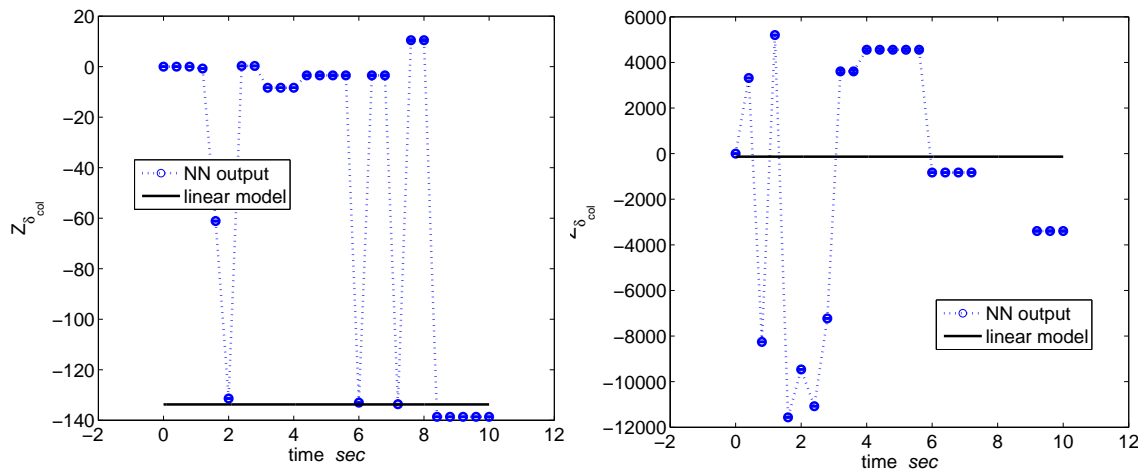 20
0
−20
−40
−60
−80
−100
−120
−140
Z δcol
NN output
linear model
−2 0 2 4 6 8 10 12
time sec
6000
4000
2000
0
−2000
−4000
−6000
−8000
−10000
−12000
δcol
NN output
linear model
−2 0 2 4 6 8 10 12
time sec